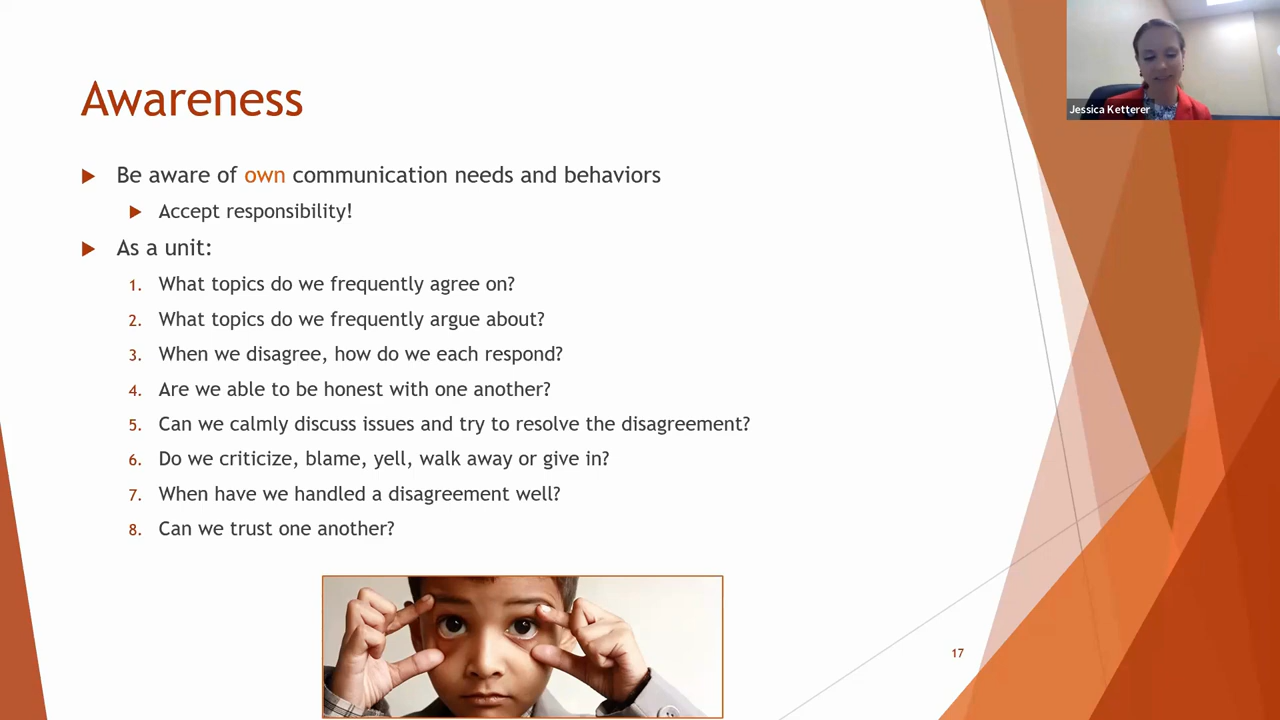 Awareness
Be aware of own communication needs and behaviors
Accept responsibility!
As a unit:
1. What topics do we frequently agree on?
2. What topics do we frequently argue about?
3. When we disagree, how do we each respond?
4. Are we able to be honest with one another?
5. Can we calmly discuss issues and try to resolve the disagreement?
6. Do we criticize, blame, yell, walk away or give in?
7. When have we handled a disagreement well?
8. Can we trust one another?
17
Jessica Ketterer